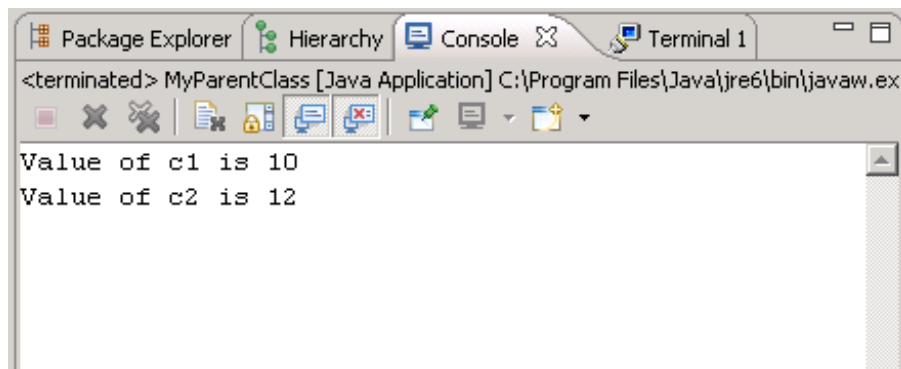 Package Explorer Hierarchy Console Terminal 1
<terminated> MyParentClass [Java Application] C:\Program Files\Java\jre6\bin\javaw.ex
Value of c1 is 10
Value of c2 is 12